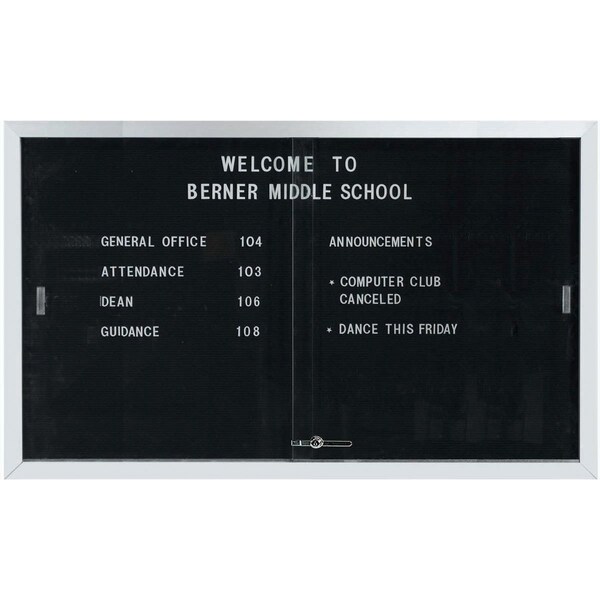 WELCOME TO
BERNER MIDDLE SCHOOL
GENERAL OFFICE 104
ATTENDANCE 103
DEAN 106
GUIDANCE 108
ANNOUNCEMENTS
* COMPUTER CLUB
CANCELED
* DANCE THIS FRIDAY